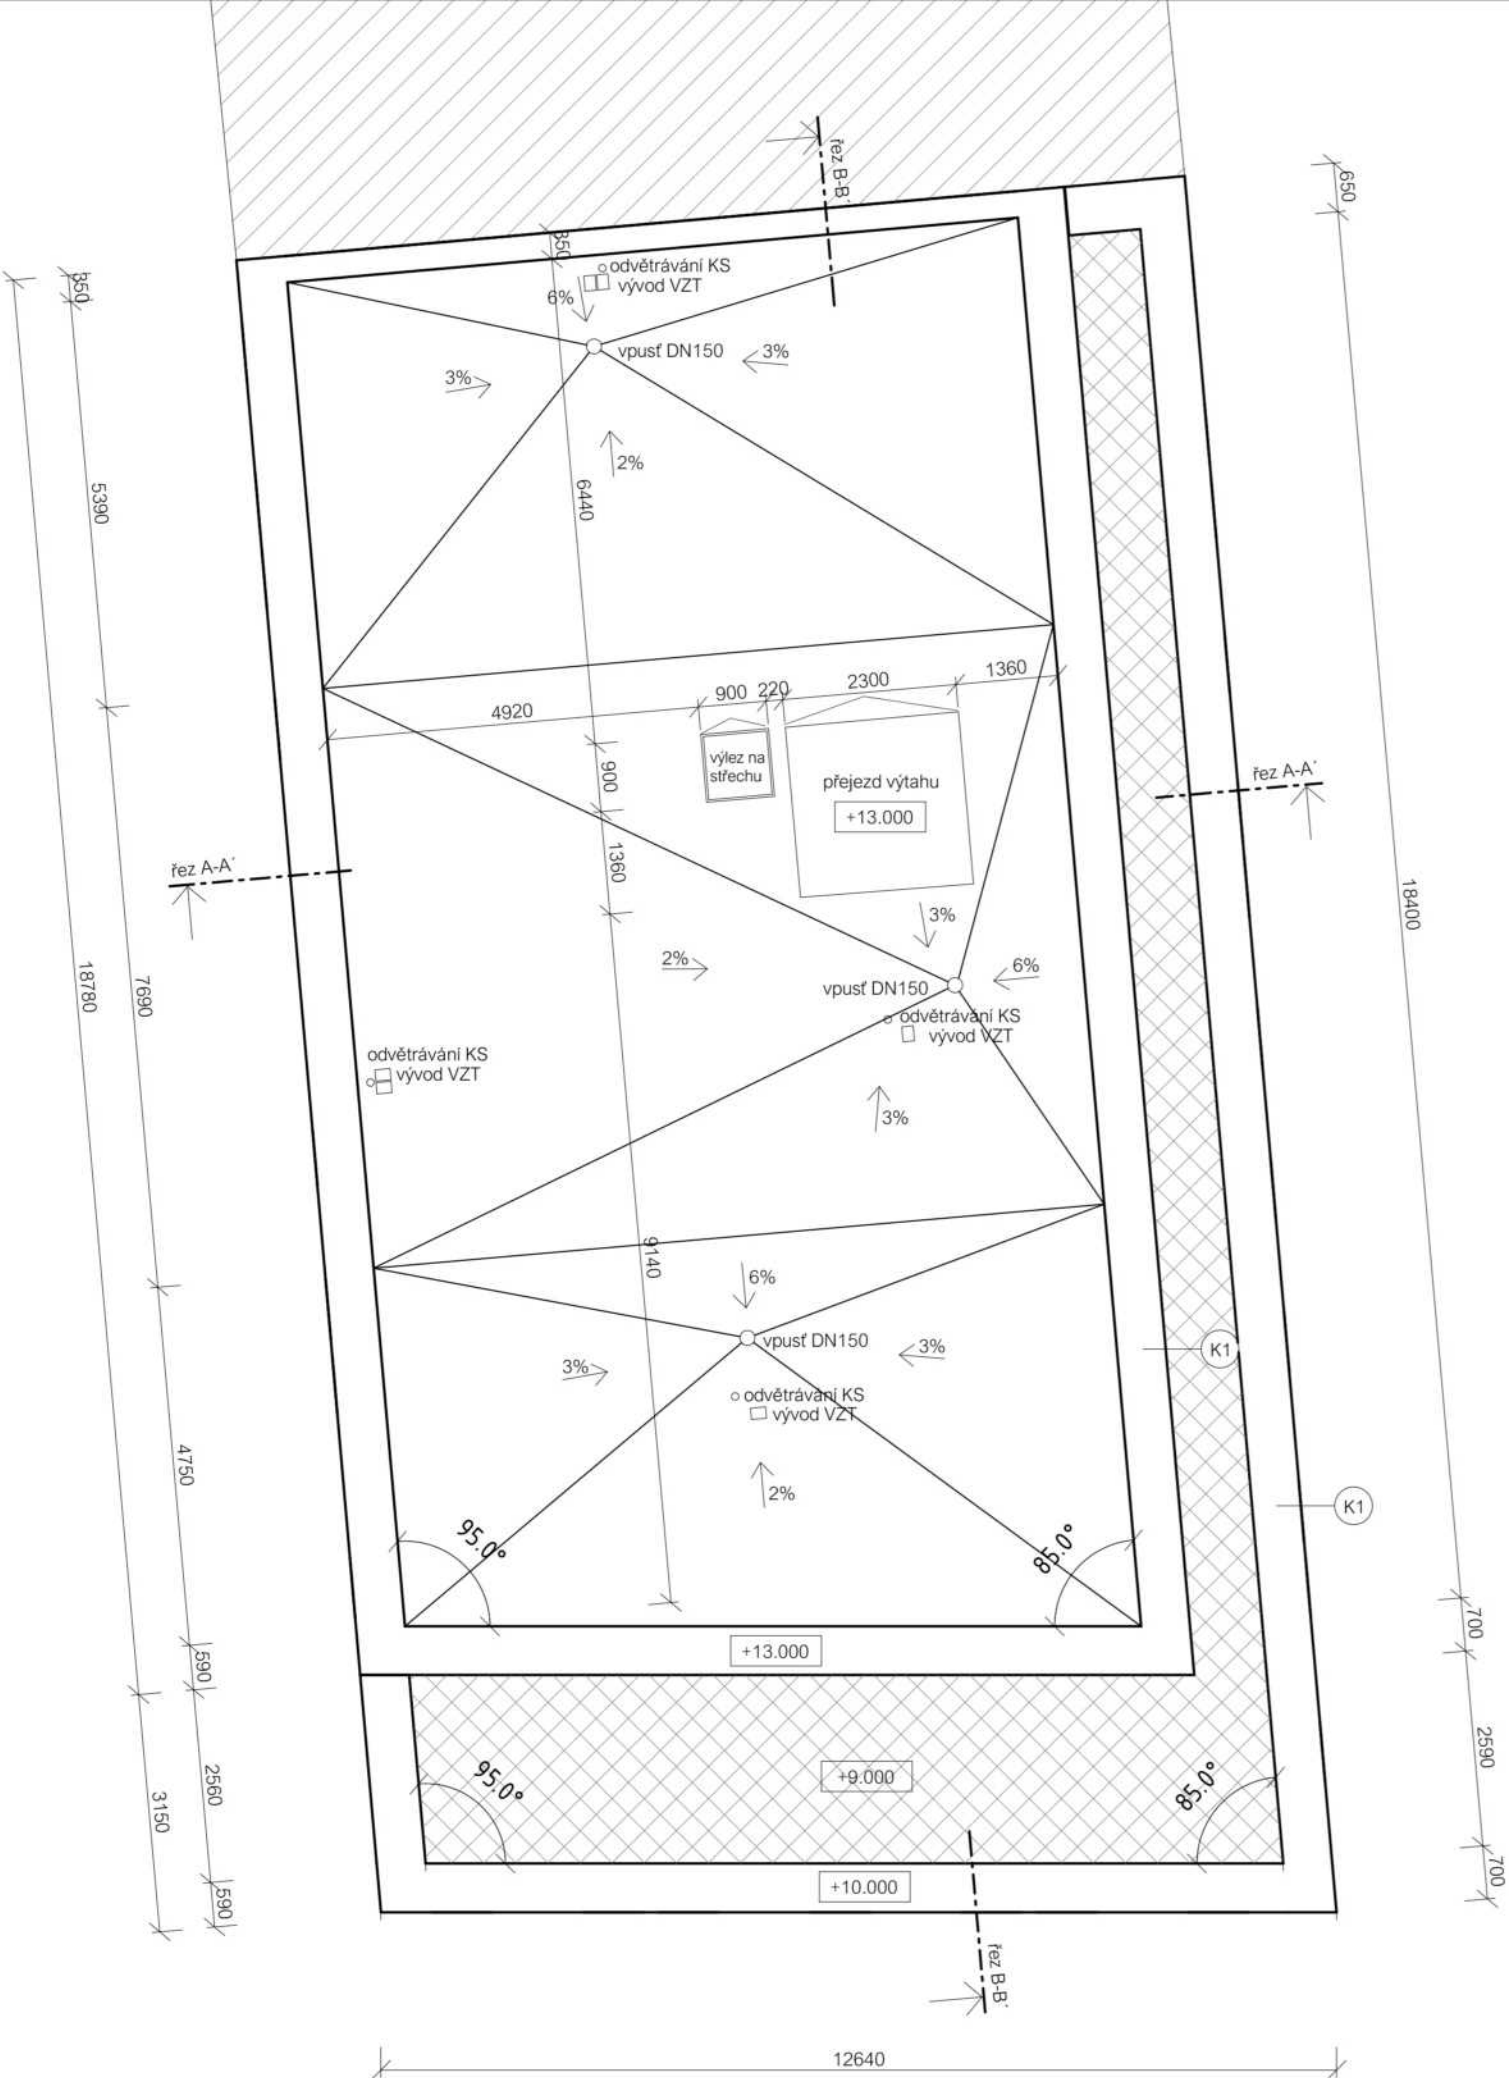 řez B-B´
650
350
odvětrávání KS
vývod VZT
6%
350
vpusť DN150
3%
3%
2%
5390
6440
1360
2300
900
220
4920
900
výlez na
střechu
přejezd výtahu
+13.000
řez A-A´
řez A-A´
1360
18400
3%
2%
6%
vpusť DN150
odvětrávání KS
vývod VZT
18780
7690
odvětrávání KS
vývod VZT
3%
9140
6%
vpusť DN150
3%
3%
K1
odvětrávání KS
vývod VZT
4750
2%
K1
95.0°
85.0°
+13.000
700
590
2590
95.0°
+9.000
85.0°
2560
3150
+10.000
700
590
řez B-B´
12640